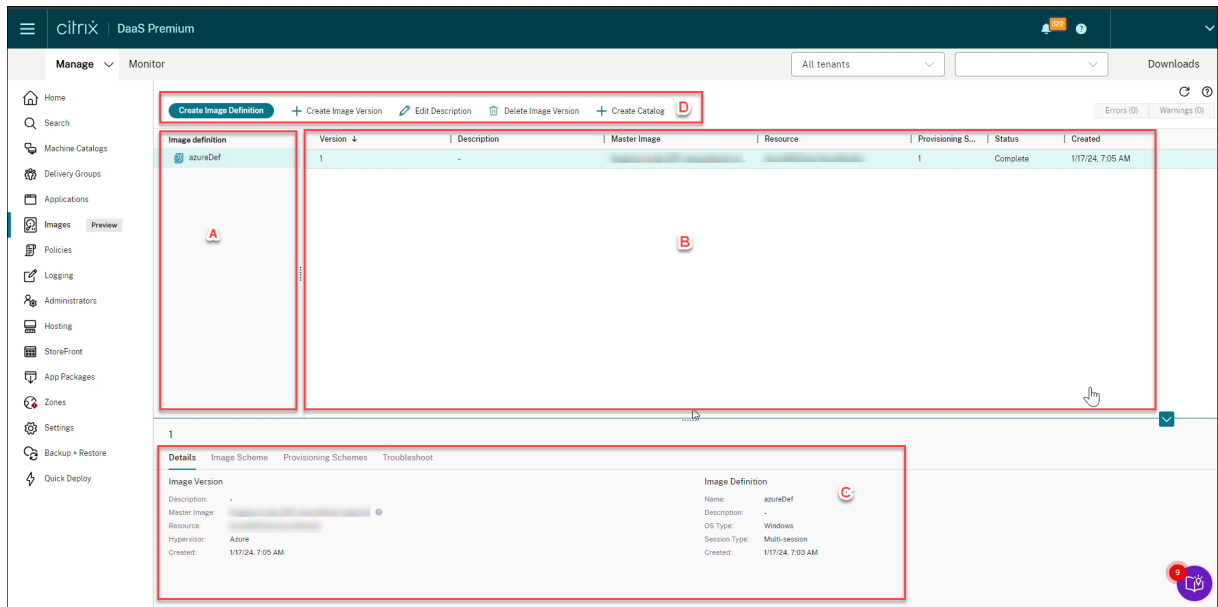 citrix | DaaS Premium
322
Manage Monitor All tenants Downloads
Home
Create Image Definition Create Image Version Edit Description Delete Image Version Create Catalog D Errors (0) Warnings (0)
Search
Image definition Version ↓ Description Master Image Resource Provisioning S... Status Created
Machine Catalogs
azureDef 1 - 1 Complete 1/17/24, 7:05 AM
Delivery Groups
Applications
Images Preview
A B
Policies
Logging
Administrators
Hosting
StoreFront
App Packages
Zones
Settings
1
Backup + Restore
Details Image Scheme Provisioning Schemes Troubleshoot
Quick Deploy
Image Version Image Definition
C
Description: - Name: azureDef
Master Image: Description: -
Resource: OS Type: Windows
Hypervisor: Azure Session Type: Multi-session
Created: 1/17/24, 7:05 AM Created: 1/17/24, 7:03 AM
9